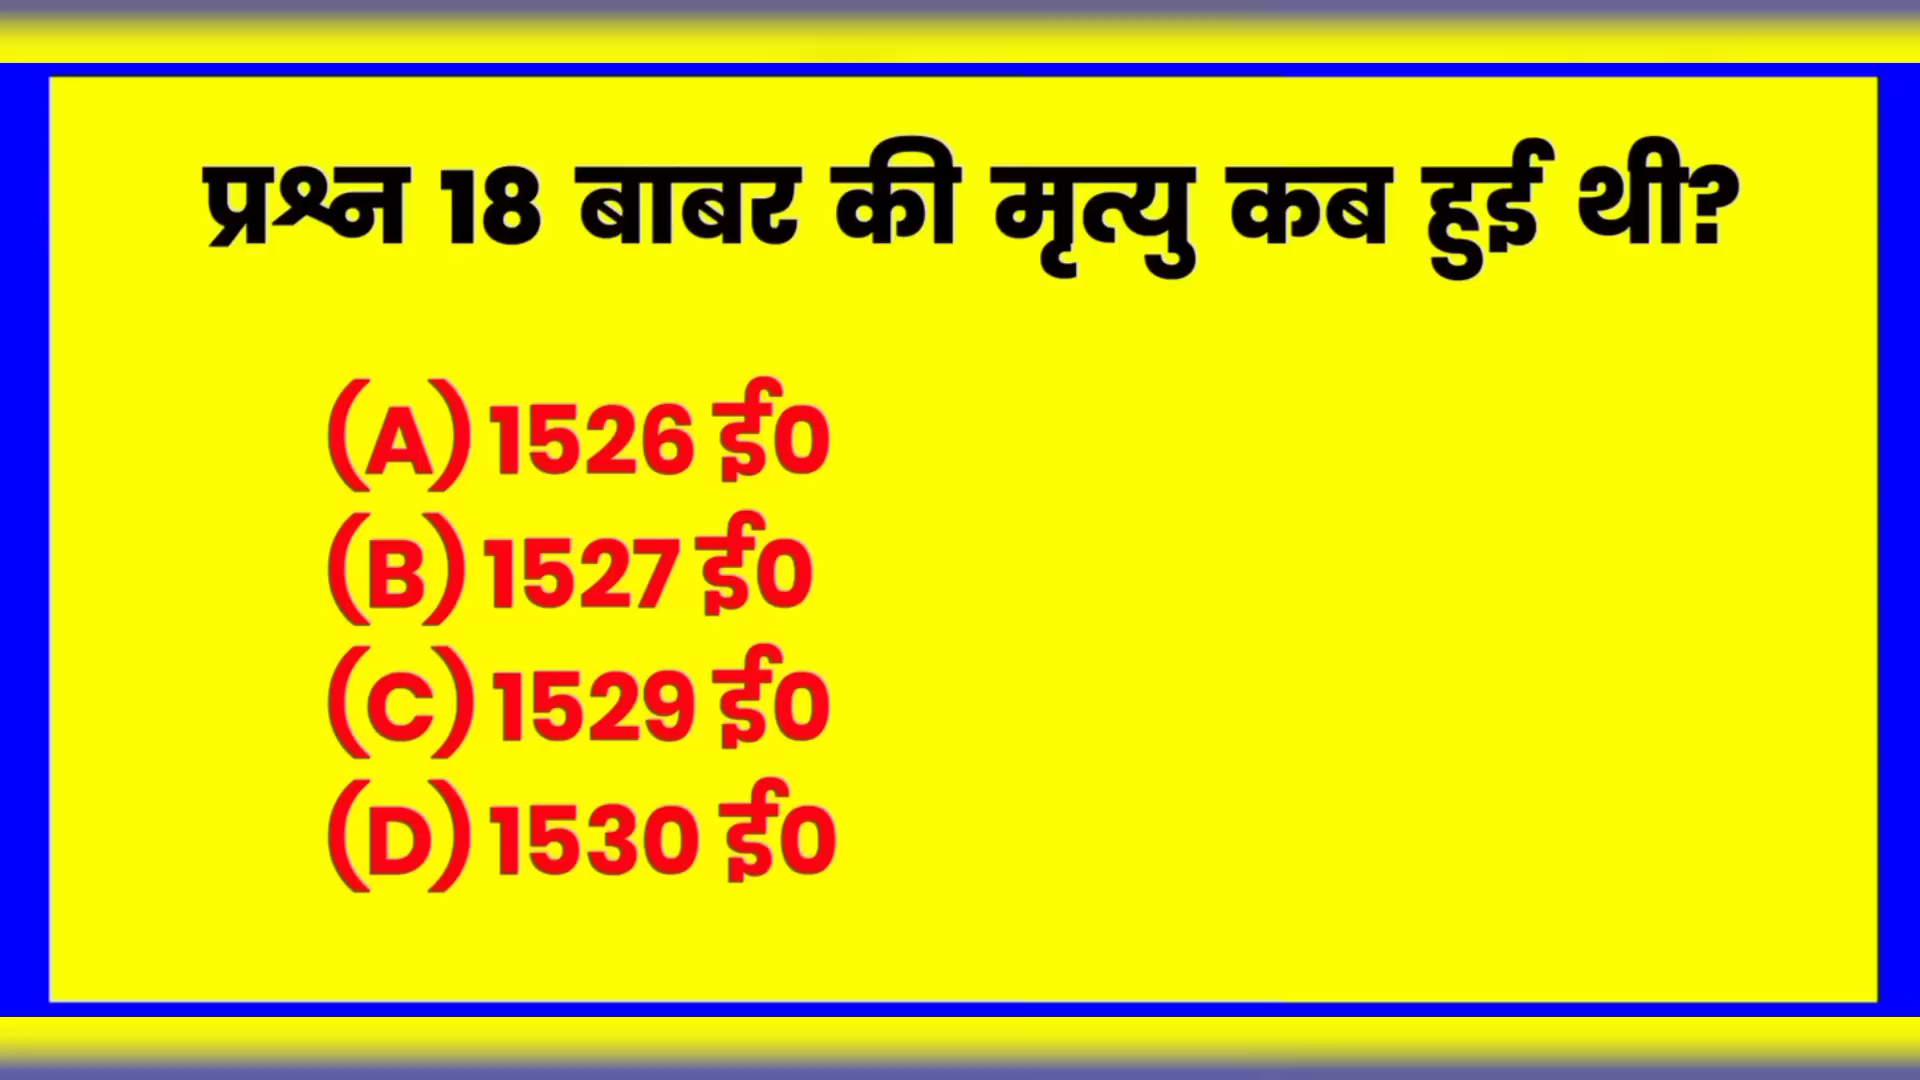 प्रश्न 18 बाबर की मृत्यु कब हुई थी?
(A) 1526 ई0
(B) 1527 ई0
(C) 1529 ई0
(D) 1530 ई0